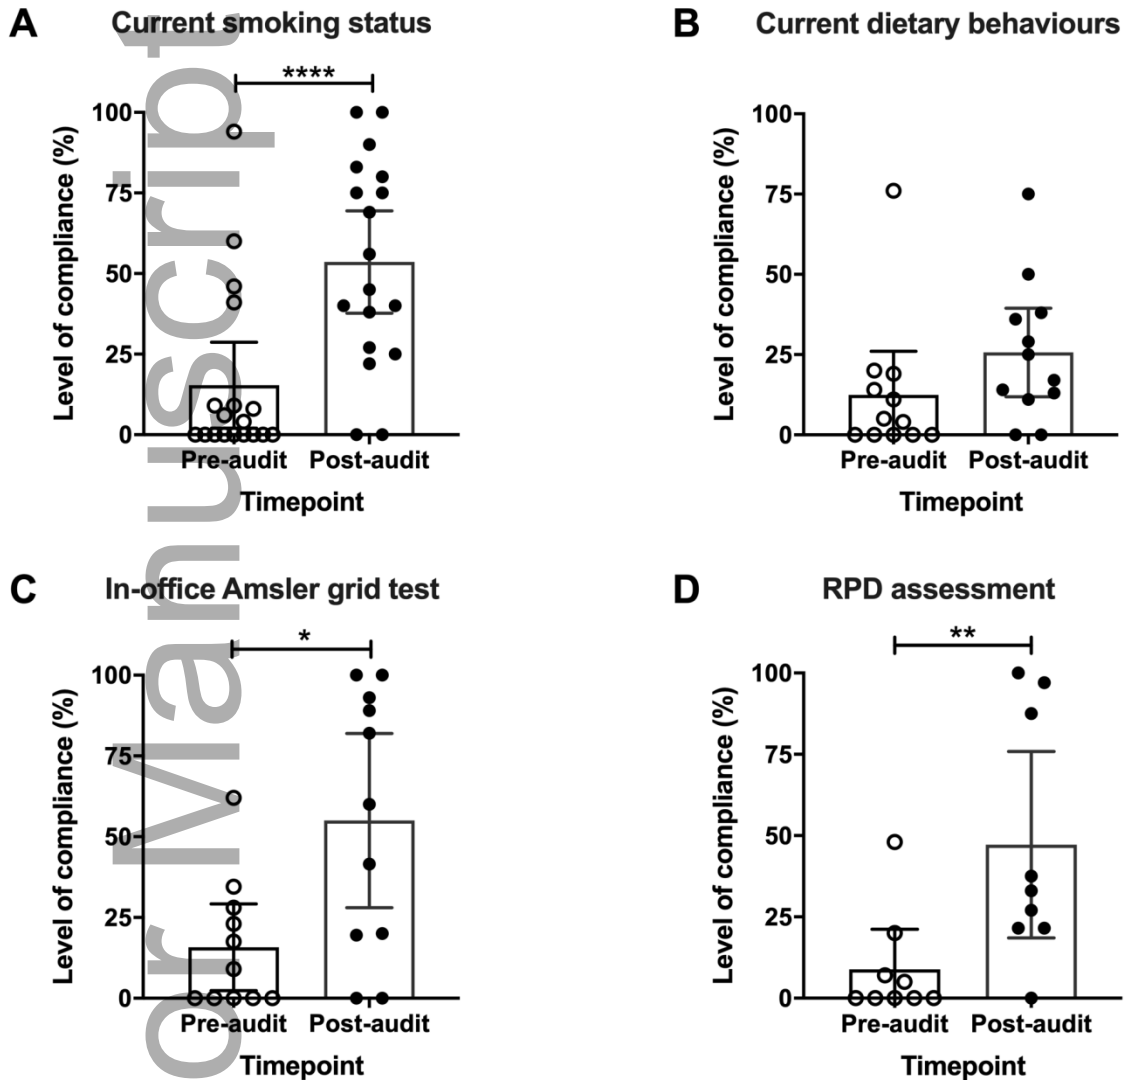 A Current smoking status
****
Level of compliance (%)
100
75
50
25
0
Pre-audit Post-audit
Timepoint
B Current dietary behaviours
Level of compliance (%)
100
75
50
25
0
Pre-audit Post-audit
Timepoint
C In-office Amsler grid test
*
Level of compliance (%)
100
75
50
25
0
Pre-audit Post-audit
Timepoint
D RPD assessment
**
Level of compliance (%)
100
75
50
25
0
Pre-audit Post-audit
Timepoint
or Manuscript